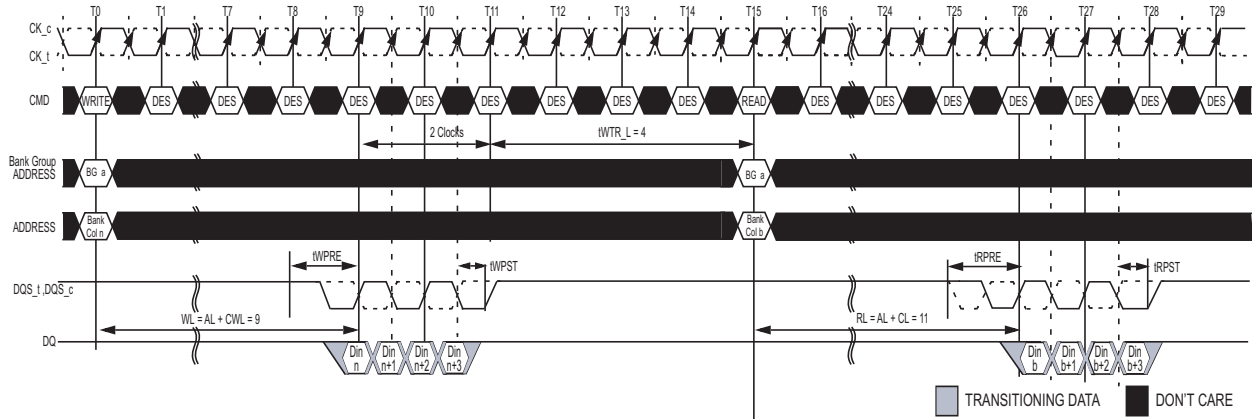 T0 T1 T7 T8 T9 T10 T11 T12 T13 T14 T15 T16 T24 T25 T26 T27 T28 T29
CK_c
CK_t
CMD WRITE DES DES DES DES DES DES DES DES DES READ DES DES DES DES DES DES DES
2 Clocks tWTR_L = 4
Bank Group
ADDRESS BG a BG a
ADDRESS Bank Col n Bank Col b
tWPRE tWPST tRPRE tRPST
DQS_t ,DQS_c
WL = AL + CWL = 9 RL = AL + CL = 11
DQ Din n Din n+1 Din n+2 Din n+3 Din b Din b+1 Din b+2 Din b+3
TRANSITIONING DATA DON'T CARE